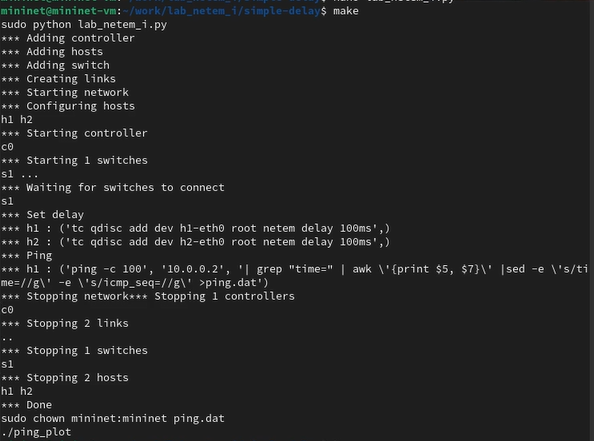 mininet@mininet-vm:~/work/lab_netem_i/simple-delay$ make
sudo python lab_netem_i.py
*** Adding controller
*** Adding hosts
*** Adding switch
*** Creating links
*** Starting network
*** Configuring hosts
h1 h2
*** Starting controller
c0
*** Starting 1 switches
s1 ...
*** Waiting for switches to connect
s1
*** Set delay
*** h1 : ('tc qdisc add dev h1-eth0 root netem delay 100ms',)
*** h2 : ('tc qdisc add dev h2-eth0 root netem delay 100ms',)
*** Ping
*** h1 : ('ping -c 100', '10.0.0.2', '| grep "time=" | awk \'{print $5, $7}\' |sed -e \'s/ti
me=//g\' -e \'s/icmp_seq=//g\' >ping.dat')
*** Stopping network*** Stopping 1 controllers
c0
*** Stopping 2 links
..
*** Stopping 1 switches
s1
*** Stopping 2 hosts
h1 h2
*** Done
sudo chown mininet:mininet ping.dat
./ping_plot